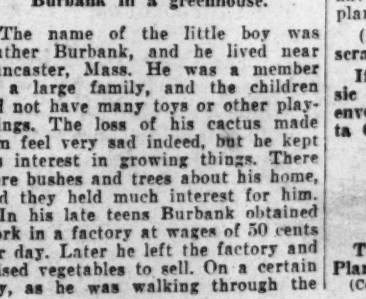 Burbank in a greenhouse.
The name of the little boy was
uther Burbank, and he lived near
ncaster, Mass. He was a member
a large family, and the children
d not have many toys or other play-
ings. The loss of his cactus made
m feel very sad indeed, but he kept
s interest in growing things. There
re bushes and trees about his home,
d they held much interest for him.
In his late teens Burbank obtained
ork in a factory at wages of 50 cents
r day. Later he left the factory and
ised vegetables to sell. On a certain
y, as he was walking through the
plan
(
scra
If
sic
enve
ta C
T
Plan
(Co